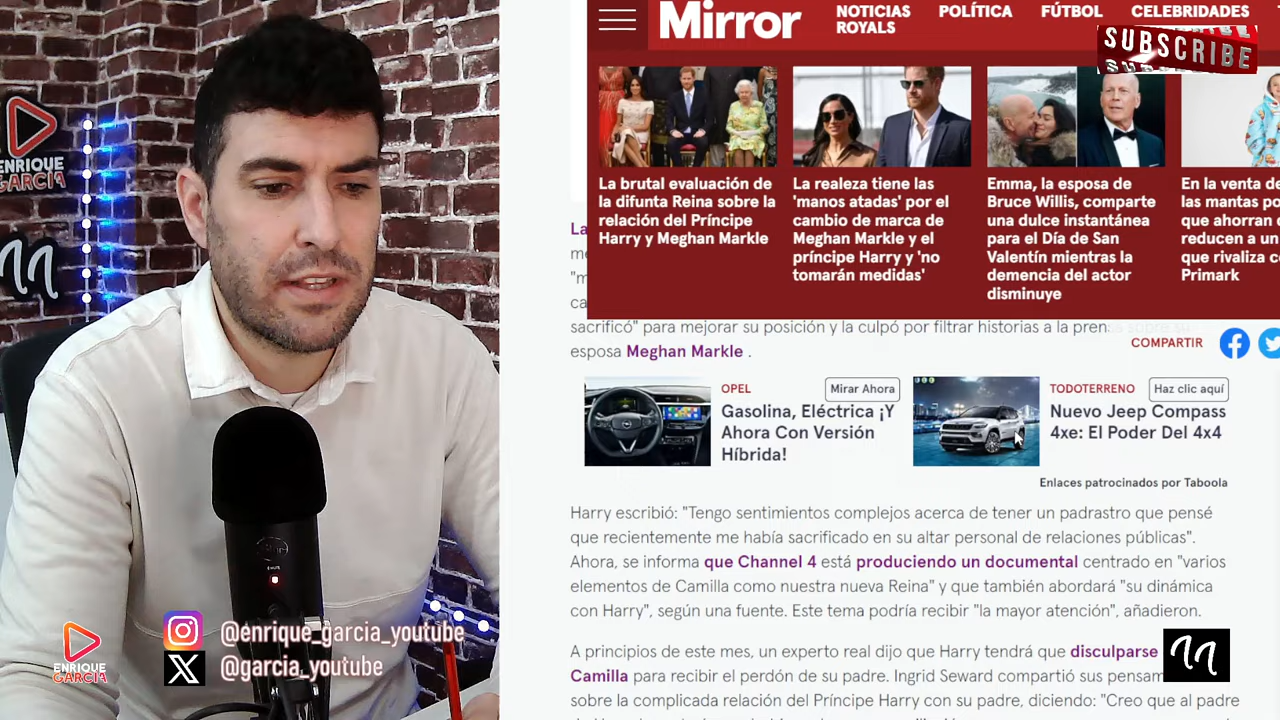 Mirror
NOTICIAS
ROYALS
POLÍTICA
FÚTBOL
CELEBRIDADES
SUBSCRIBE
La brutal evaluación de
la difunta Reina sobre la
relación del Príncipe
Harry y Meghan Markle
La realeza tiene las
'manos atadas' por el
cambio de marca de
Meghan Markle y el
príncipe Harry y 'no
tomarán medidas'
Emma, la esposa de
Bruce Willis, comparte
una dulce instantánea
para el Día de San
Valentín mientras la
demencia del actor
disminuye
En la venta de
las mantas po
que ahorran
reducen a un
que rivaliza c
Primark
La
me
"m
ca
sacrificó" para mejorar su posición y la culpó por filtrar historias a la pren
esposa Meghan Markle .
COMPARTIR
OPEL
Mirar Ahora
Gasolina, Eléctrica ¡Y
Ahora Con Versión
Híbrida!
TODOTERRENO
Haz clic aquí
Nuevo Jeep Compass
4xe: El Poder Del 4x4
Enlaces patrocinados por Taboola
Harry escribió: "Tengo sentimientos complejos acerca de tener un padrastro que pensé
que recientemente me había sacrificado en su altar personal de relaciones públicas".
Ahora, se informa que Channel 4 está produciendo un documental centrado en "varios
elementos de Camilla como nuestra nueva Reina" y que también abordará "su dinámica
con Harry", según una fuente. Este tema podría recibir "la mayor atención", añadieron.
A principios de este mes, un experto real dijo que Harry tendrá que disculparse
Camilla para recibir el perdón de su padre. Ingrid Seward compartió sus pensam
sobre la complicada relación del Príncipe Harry con su padre, diciendo: "Creo que al padre
ENRIQUE
GARCIA
@enrique_garcia_youtube
@garcia_youtube
ENRIQUE
GARCIA